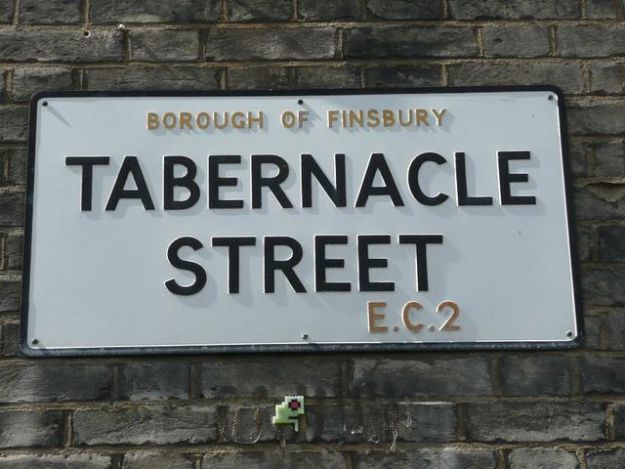 BOROUGH OF FINSBURY
TABERNACLE
STREET
E.C.2